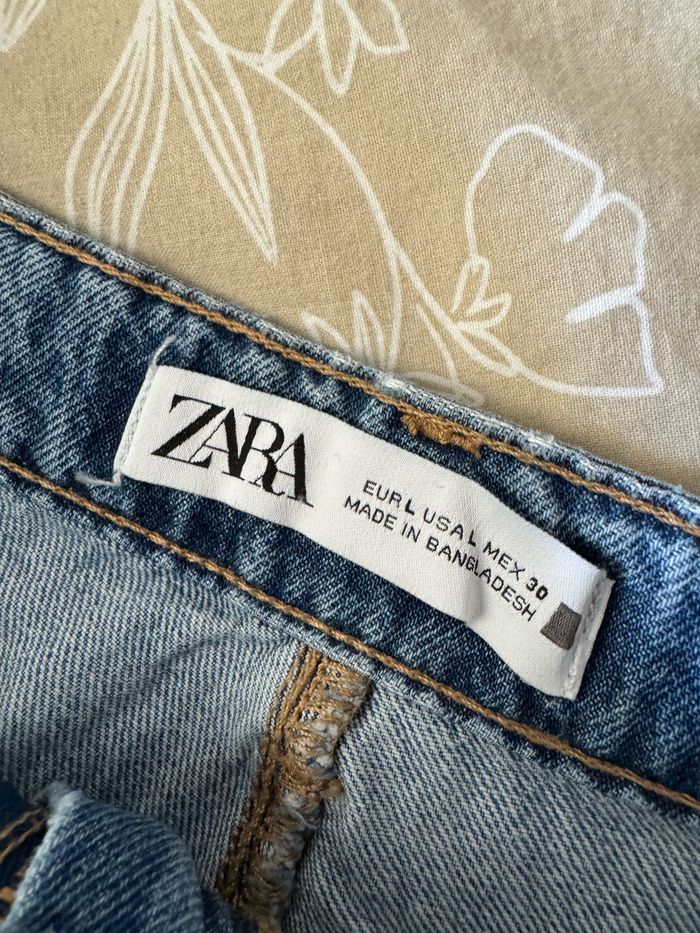 ZARA
EUR L USA L MEX 30
MADE IN BANGLADESH